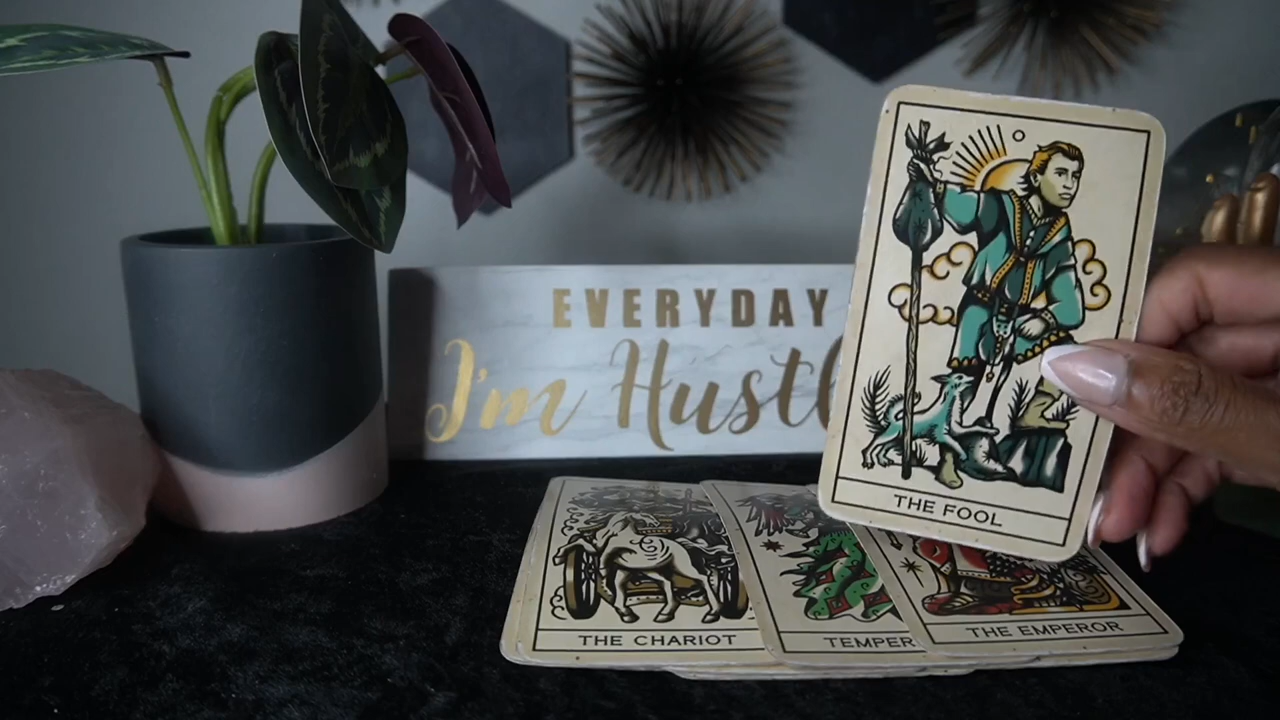 EVERYDAY
I'm
THE FOOL
THE CHARIOT
THE EMPEROR